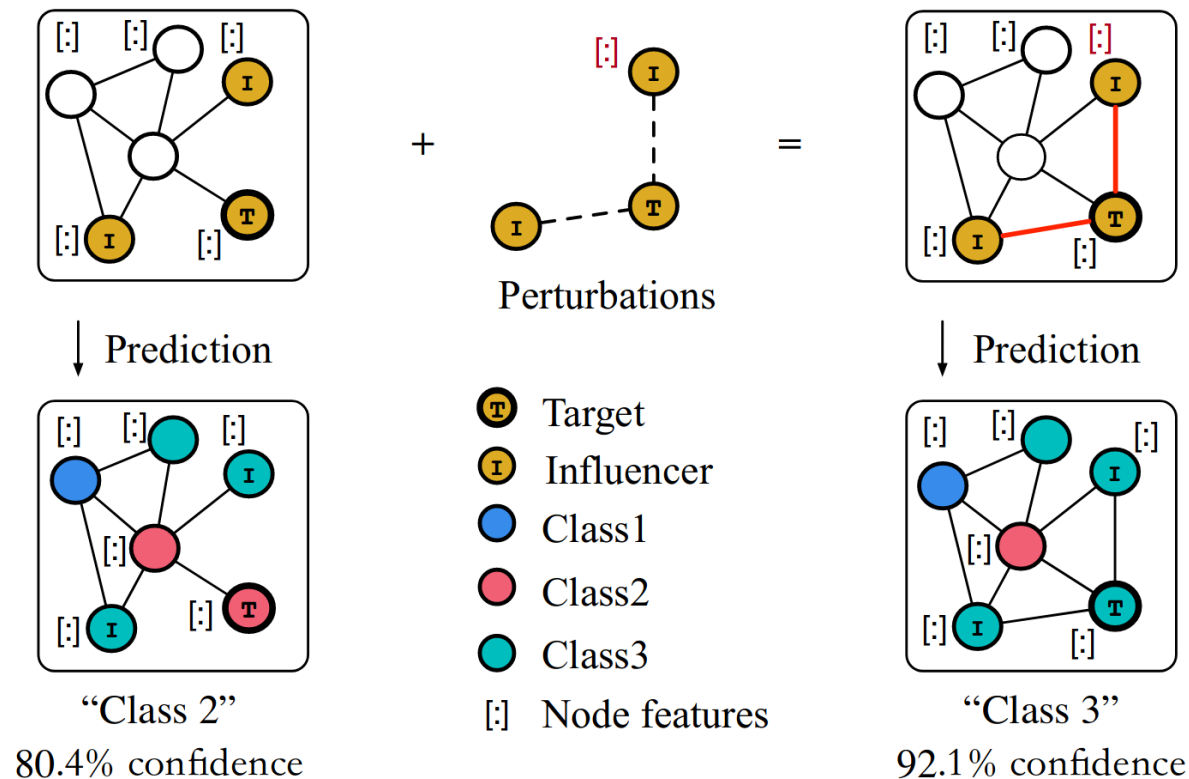 [:] [:] [:]
I
[:] I
T
[:]
+
[:] I
T
I
Perturbations
=
[:] [:] [:]
I
T
[:] I
[:]
Prediction
Prediction
[:] [:] [:]
I
[:]
[:] T
[:] I
“Class 2”
80.4% confidence
T Target
I Influencer
Class1
Class2
Class3
[:] Node features
[:] [:] [:]
I
[:]
T
[:] I
[:]
“Class 3”
92.1% confidence